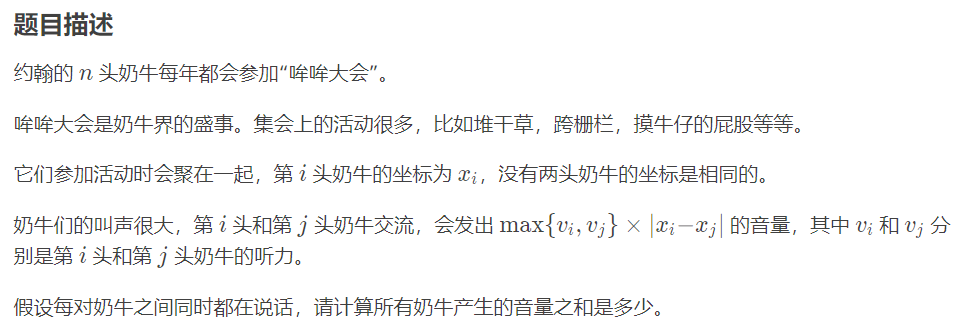 题目描述
约翰的 n 头奶牛每年都会参加“哞哞大会”。
哞哞大会是奶牛界的盛事。集会上的活动很多，比如堆干草，跨栅栏，摸牛仔的屁股等等。
它们参加活动时会聚在一起，第 i 头奶牛的坐标为 xᵢ，没有两头奶牛的坐标是相同的。
奶牛们的叫声很大，第 i 头和第 j 头奶牛交流，会发出 max{vᵢ, vⱼ} × |xᵢ−xⱼ| 的音量，其中 vᵢ 和 vⱼ 分
别是第 i 头和第 j 头奶牛的听力。
假设每对奶牛之间同时都在说话，请计算所有奶牛产生的音量之和是多少。